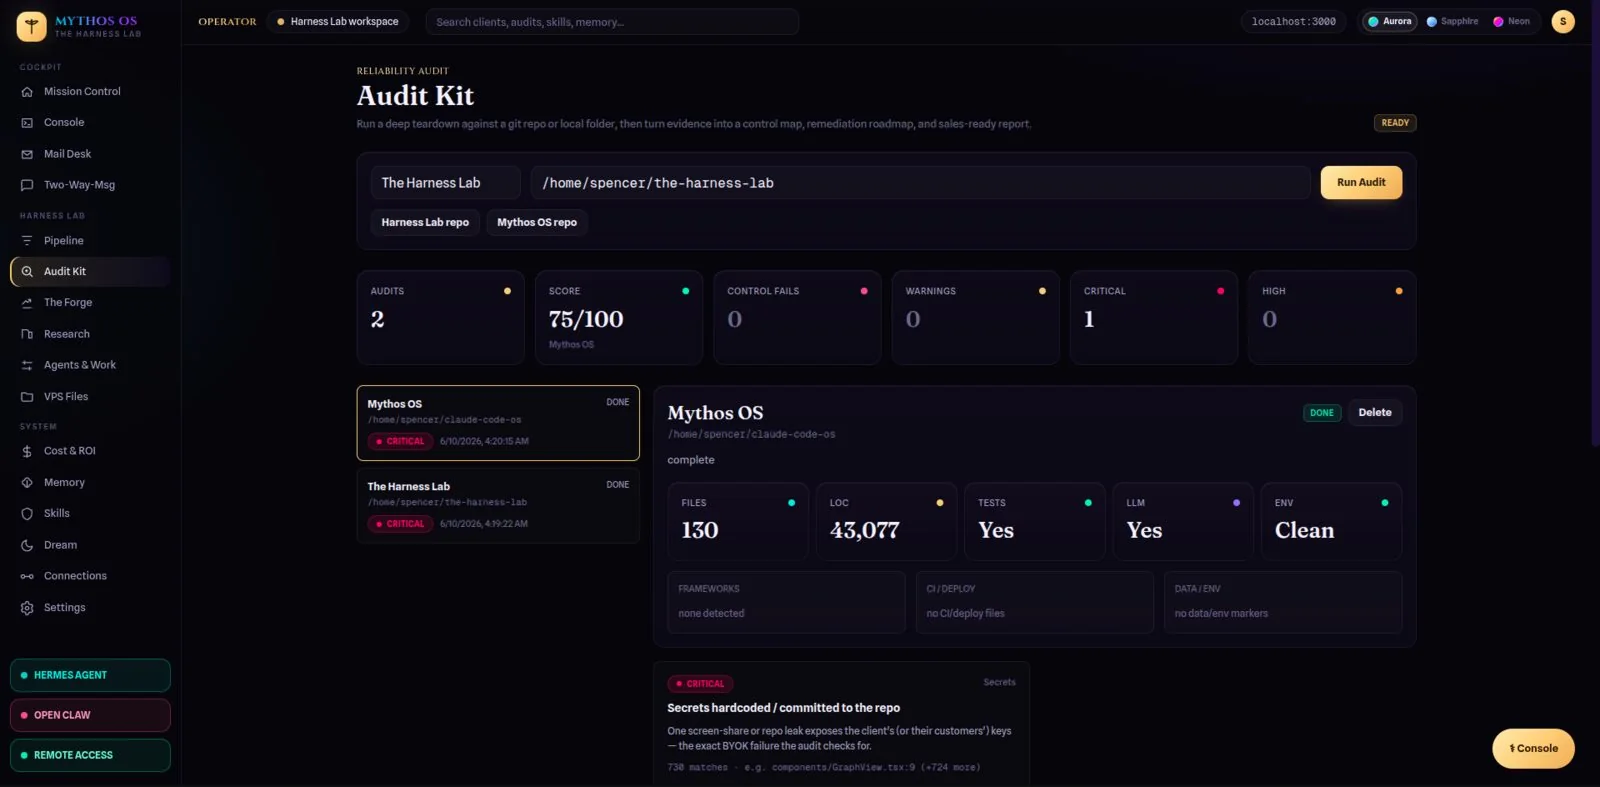 MYTHOS OS
THE HARNESS LAB
OPERATOR
Harness Lab workspace
Search clients, audits, skills, memory...
localhost:3000
Aurora
Sapphire
Neon
S
COCKPIT
Mission Control
Console
Mail Desk
Two-Way-Msg
HARNESS LAB
Pipeline
Audit Kit
The Forge
Research
Agents & Work
VPS Files
SYSTEM
Cost & ROI
Memory
Skills
Dream
Connections
Settings
HERMES AGENT
OPEN CLAW
REMOTE ACCESS
RELIABILITY AUDIT
Audit Kit
Run a deep teardown against a git repo or local folder, then turn evidence into a control map, remediation roadmap, and sales-ready report.
READY
The Harness Lab
/home/spencer/the-harness-lab
Run Audit
Harness Lab repo
Mythos OS repo
AUDITS
2
SCORE
75/100
Mythos OS
CONTROL FAILS
0
WARNINGS
0
CRITICAL
1
HIGH
0
Mythos OS
DONE
/home/spencer/claude-code-os
CRITICAL
6/10/2026, 4:20:15 AM
The Harness Lab
DONE
/home/spencer/the-harness-lab
CRITICAL
6/10/2026, 4:19:22 AM
Mythos OS
DONE
Delete
/home/spencer/claude-code-os
complete
FILES
130
LOC
43,077
TESTS
Yes
LLM
Yes
ENV
Clean
FRAMEWORKS
none detected
CI / DEPLOY
no CI/deploy files
DATA / ENV
no data/env markers
CRITICAL
Secrets
Secrets hardcoded / committed to the repo
One screen-share or repo leak exposes the client's (or their customers') keys
— the exact BYOK failure the audit checks for.
730 matches · e.g. components/GraphView.tsx:9 (+724 more)
Console